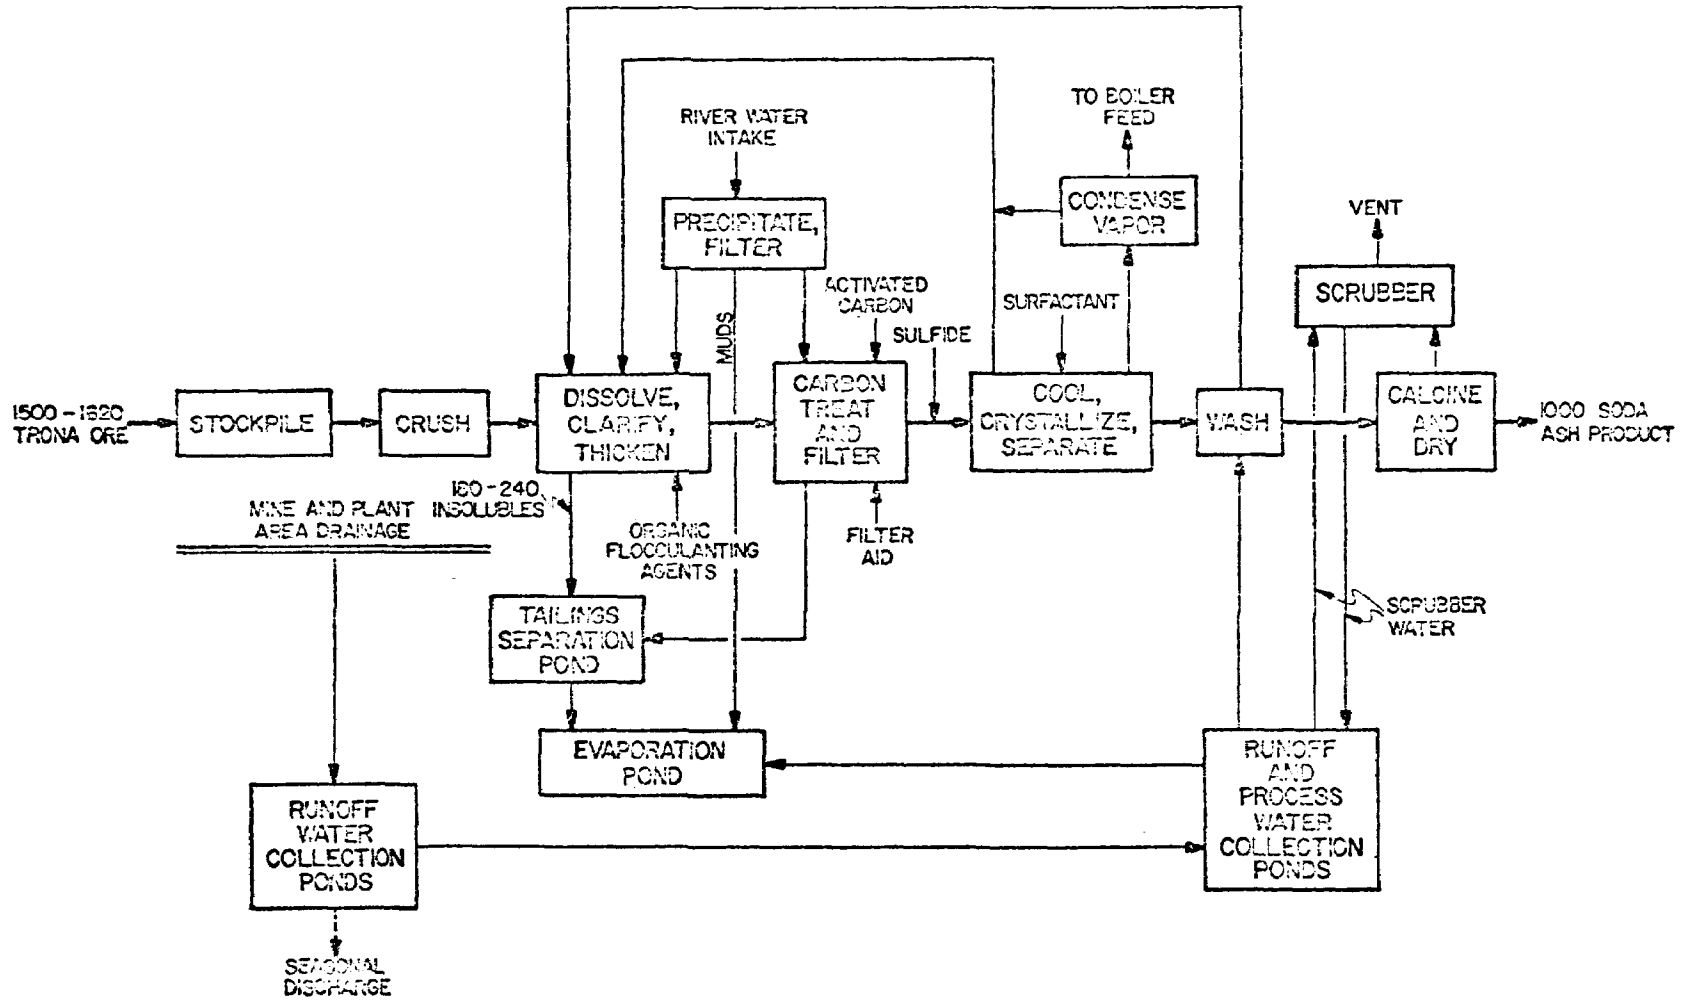 TO BOILER
FEED
RIVER WATER
INTAKE
CONDENSE
VAPOR
VENT
PRECIPITATE,
FILTER
ACTIVATED
CARBON
SURFACTANT
SCRUBBER
MUDS
SULFIDE
1500-1820
TRONA ORE
STOCKPILE
CRUSH
DISSOLVE,
CLARIFY,
THICKEN
CARBON
TREAT
AND
FILTER
COOL,
CRYSTALLIZE,
SEPARATE
WASH
CALCINE
AND
DRY
1000 SODA
ASH PRODUCT
MINE AND PLANT
AREA DRAINAGE
INSOLUBLES
ORGANIC
FLOCCULANTING
AGENTS
FILTER
AID
TAILINGS
SEPARATION
POND
SCRUBBER
WATER
EVAPORATION
POND
RUNOFF
AND
PROCESS
WATER
COLLECTION
PONDS
RUNOFF
WATER
COLLECTION
PONDS
SEASONAL
DISCHARGE